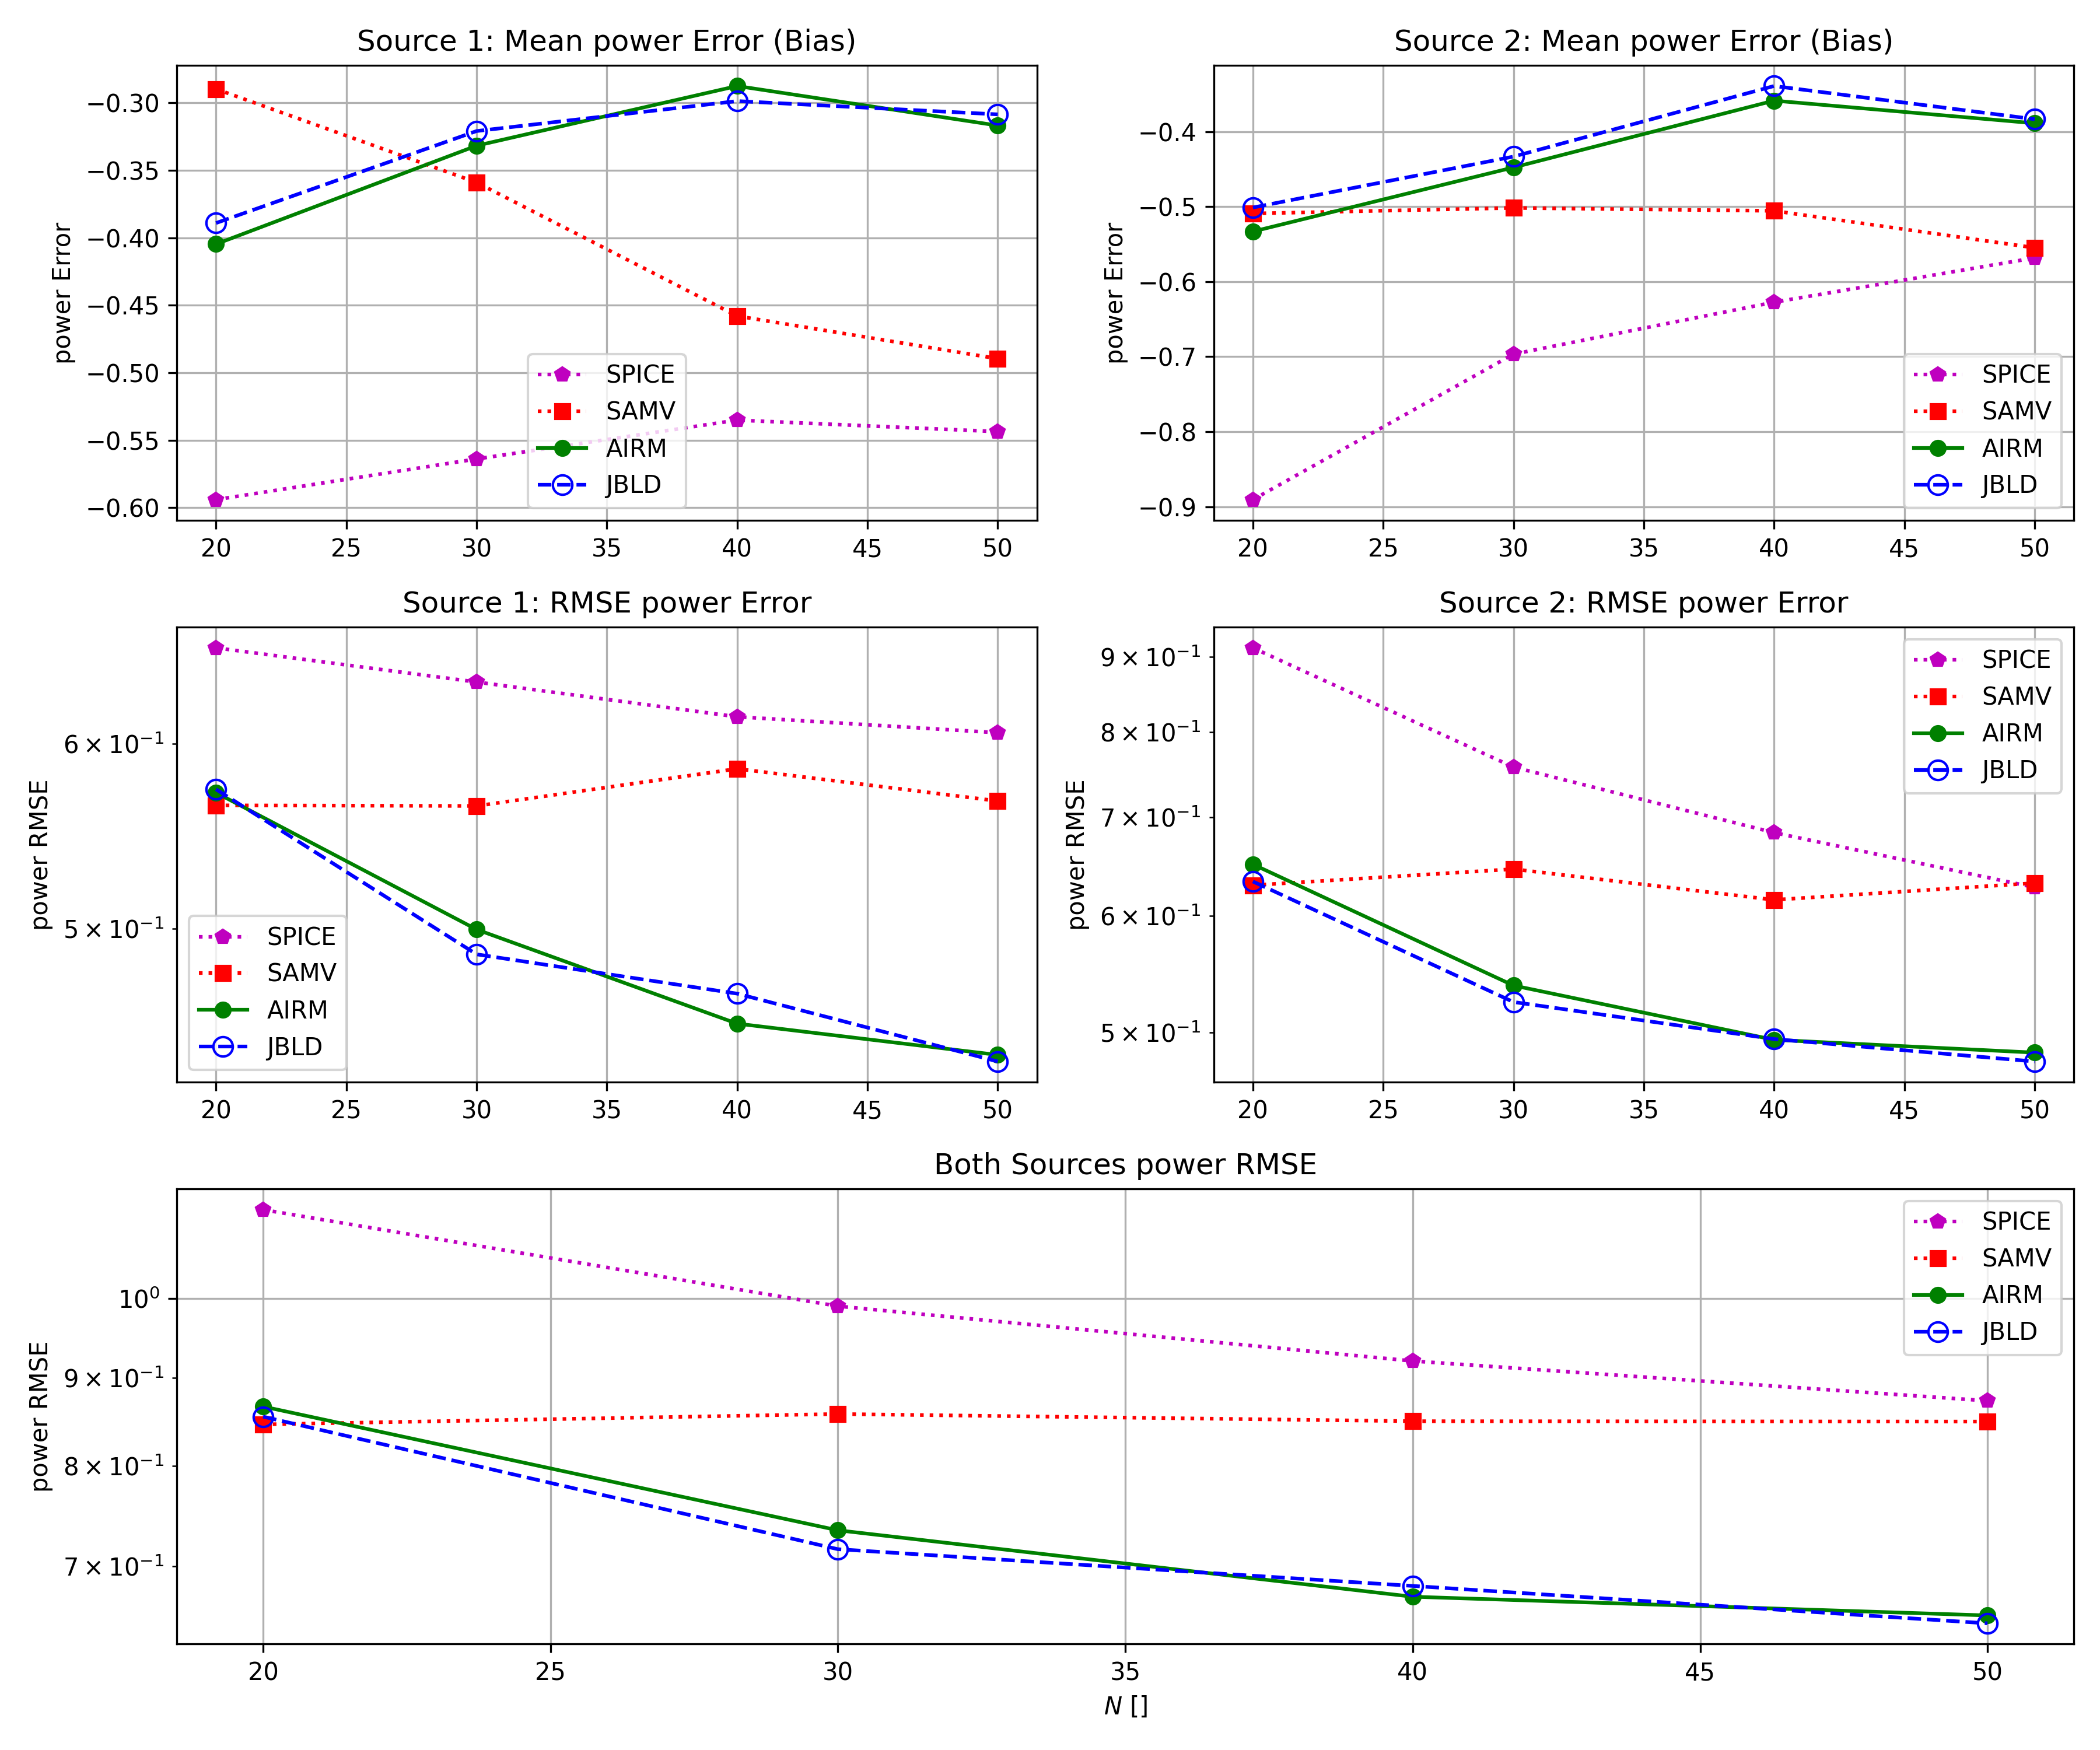 Source 1: Mean power Error (Bias)
power Error
−0.30
−0.35
−0.40
−0.45
−0.50
−0.55
−0.60
SPICE
SAMV
AIRM
JBLD
20 25 30 35 40 45 50
Source 2: Mean power Error (Bias)
power Error
−0.4
−0.5
−0.6
−0.7
−0.8
−0.9
SPICE
SAMV
AIRM
JBLD
20 25 30 35 40 45 50
Source 1: RMSE power Error
power RMSE
6 × 10⁻¹
5 × 10⁻¹
SPICE
SAMV
AIRM
JBLD
20 25 30 35 40 45 50
Source 2: RMSE power Error
power RMSE
9 × 10⁻¹
8 × 10⁻¹
7 × 10⁻¹
6 × 10⁻¹
5 × 10⁻¹
SPICE
SAMV
AIRM
JBLD
20 25 30 35 40 45 50
Both Sources power RMSE
power RMSE
10⁰
9 × 10⁻¹
8 × 10⁻¹
7 × 10⁻¹
SPICE
SAMV
AIRM
JBLD
20 25 30 35 40 45 50
N []